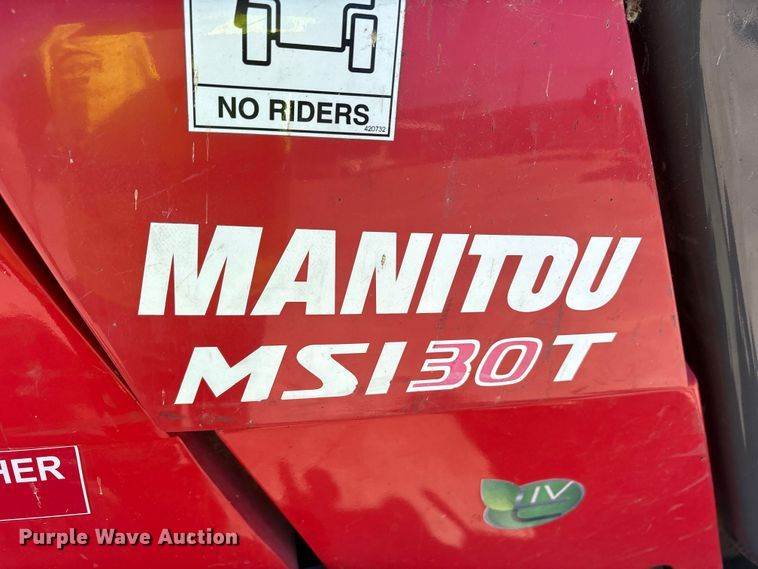 NO RIDERS
420732
MANITOU
MSI30T
HER
IV
Purple Wave Auction